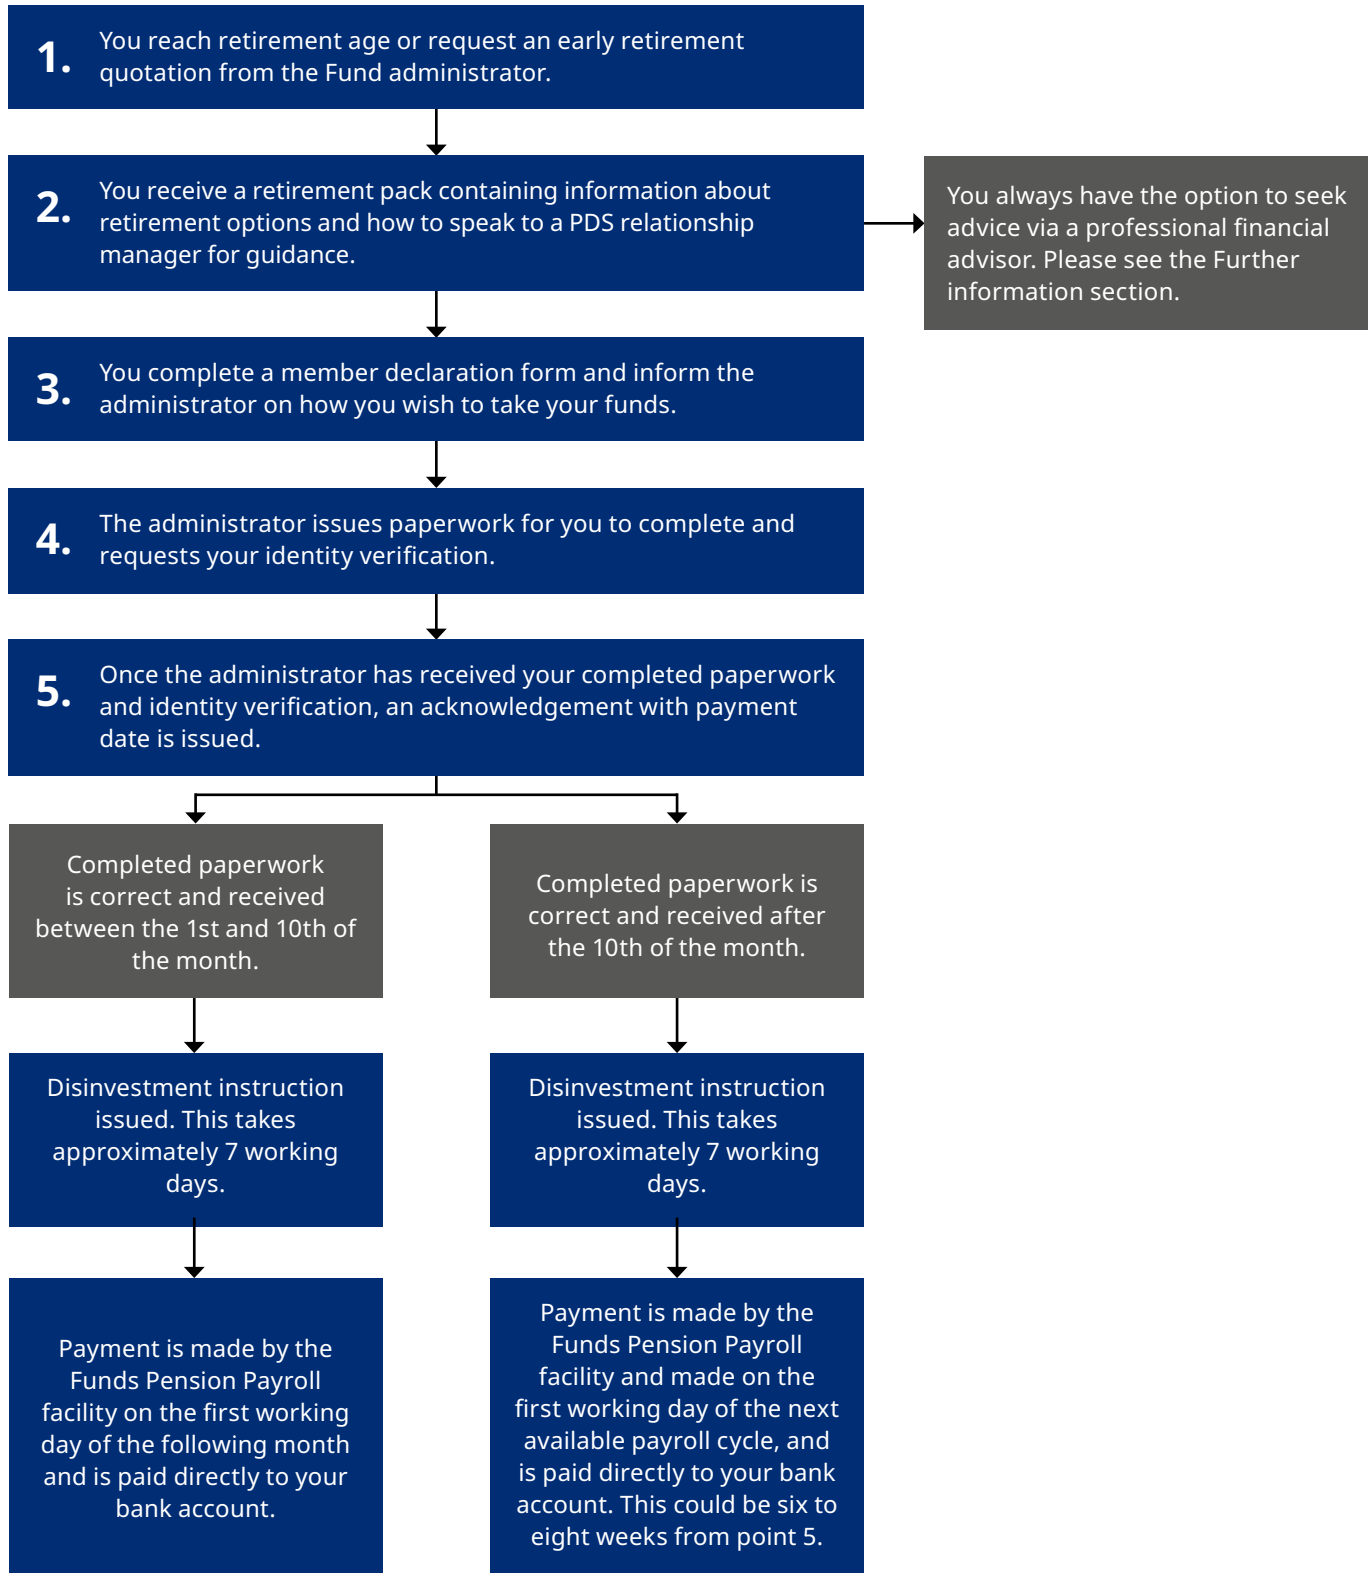 1.
You reach retirement age or request an early retirement
quotation from the Fund administrator.
2.
You receive a retirement pack containing information about
retirement options and how to speak to a PDS relationship
manager for guidance.
You always have the option to seek
advice via a professional financial
advisor. Please see the Further
information section.
3.
You complete a member declaration form and inform the
administrator on how you wish to take your funds.
4.
The administrator issues paperwork for you to complete and
requests your identity verification.
5.
Once the administrator has received your completed paperwork
and identity verification, an acknowledgement with payment
date is issued.
Completed paperwork
is correct and received
between the 1st and 10th of
the month.
Completed paperwork is
correct and received after
the 10th of the month.
Disinvestment instruction
issued. This takes
approximately 7 working
days.
Disinvestment instruction
issued. This takes
approximately 7 working
days.
Payment is made by the
Funds Pension Payroll
facility on the first working
day of the following month
and is paid directly to your
bank account.
Payment is made by the
Funds Pension Payroll
facility and made on the
first working day of the next
available payroll cycle, and
is paid directly to your bank
account. This could be six to
eight weeks from point 5.